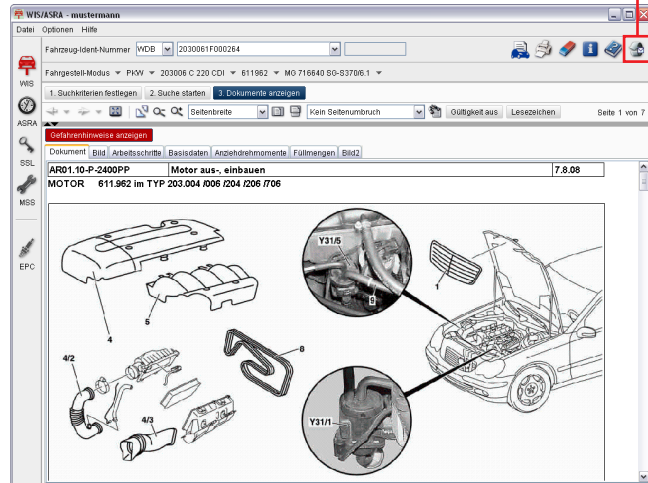 WIS/ASRA - mustermann
Datei Optionen Hilfe
Fahrzeug-Ident-Nummer WDB 2030061F000264
Fahrgestell-Modus PKW 203006 C 220 CDI 611962 MG 716640 SG-S370/6.1
1. Suchkriterien festlegen 2. Suche starten 3. Dokumente anzeigen
Seitenbreite Kein Seitenumbruch Gültigkeit aus Lesezeichen Seite 1 von 7
Gefahrenhinweise anzeigen
Dokument Bild Arbeitsschritte Basisdaten Anziehdrehmomente Füllmengen Bild2
AR01.10-P-2400PP Motor aus-, einbauen 7.8.08
MOTOR 611.962 im TYP 203.004 /006 /204 /206 /706
WIS
ASRA
SSL
MSS
EPC
Y31/5
1
9
4
5
4/2
8
4/3
Y31/1